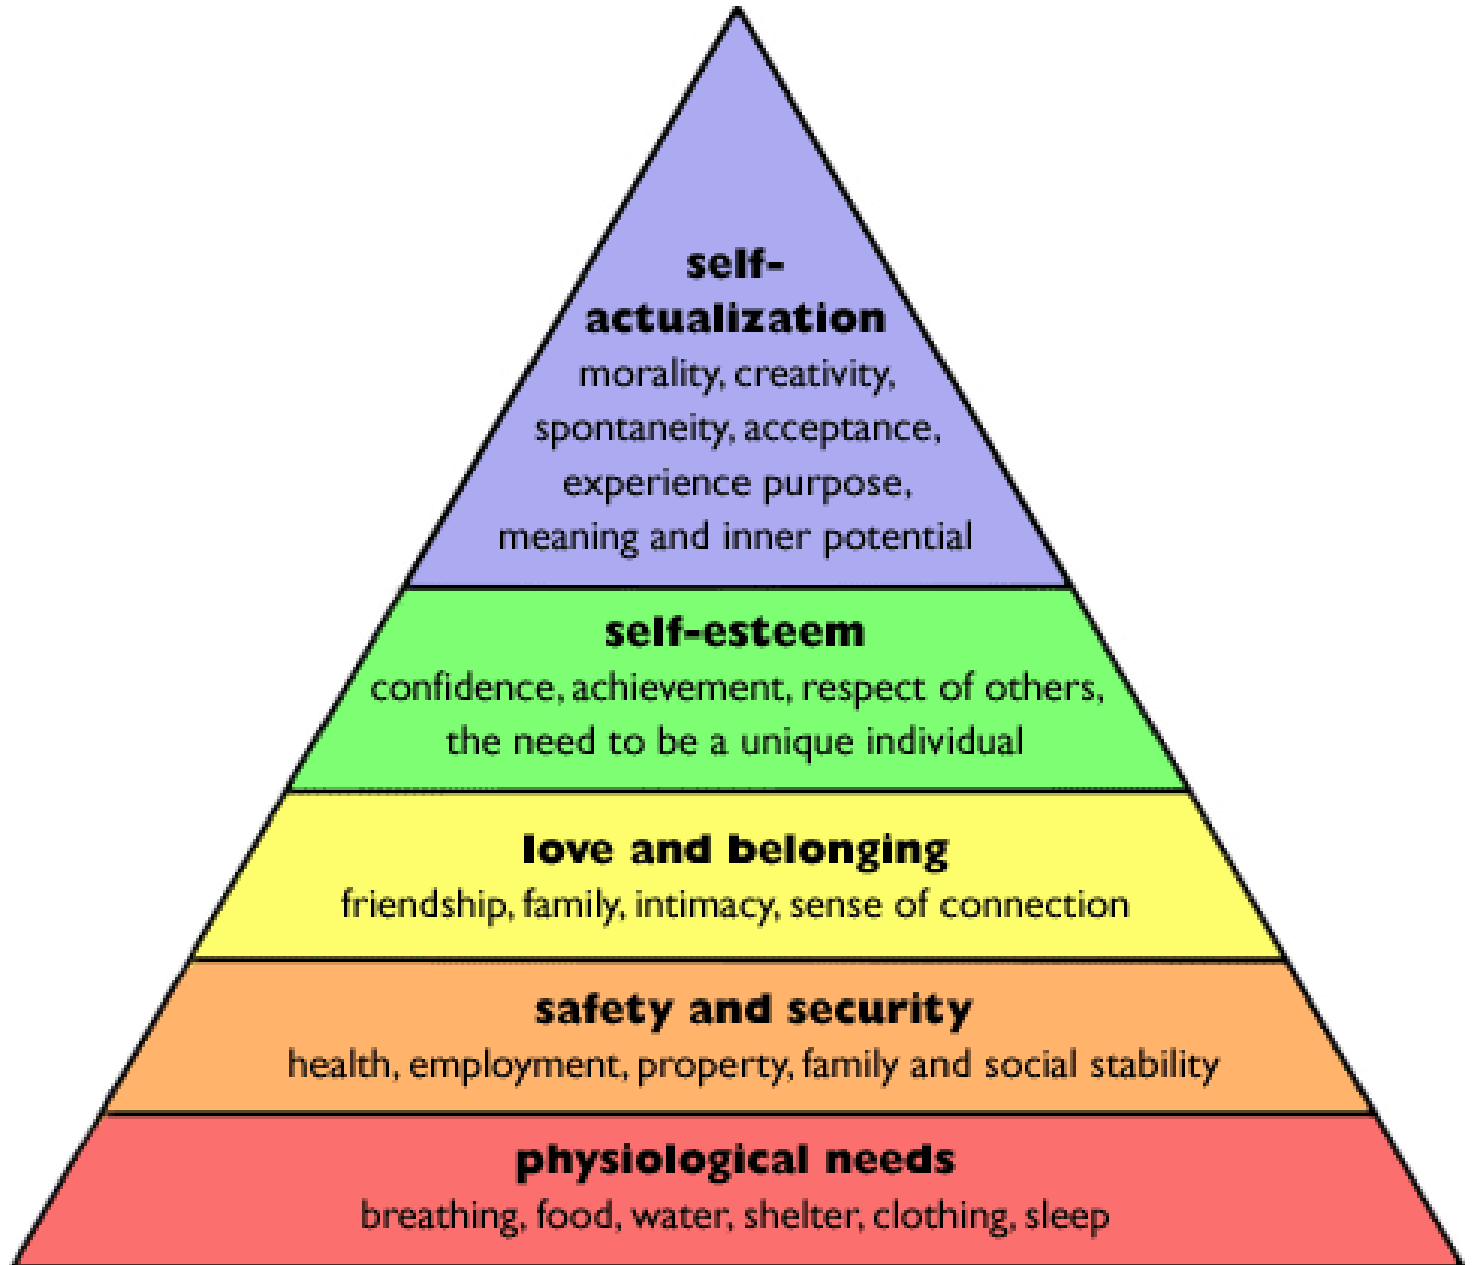 self-
actualization
morality, creativity,
spontaneity, acceptance,
experience purpose,
meaning and inner potential
self-esteem
confidence, achievement, respect of others,
the need to be a unique individual
love and belonging
friendship, family, intimacy, sense of connection
safety and security
health, employment, property, family and social stability
physiological needs
breathing, food, water, shelter, clothing, sleep